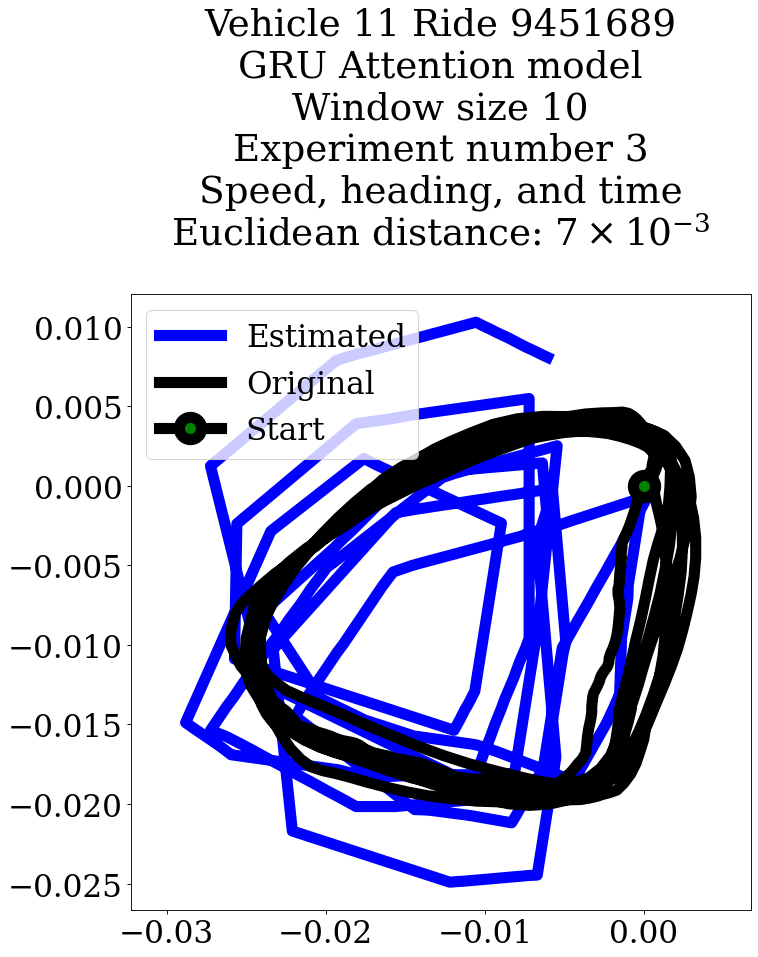 Vehicle 11 Ride 9451689
GRU Attention model
Window size 10
Experiment number 3
Speed, heading, and time
Euclidean distance: 7 × 10⁻³
Estimated
Original
Start
0.010
0.005
0.000
−0.005
−0.010
−0.015
−0.020
−0.025
−0.03 −0.02 −0.01 0.00